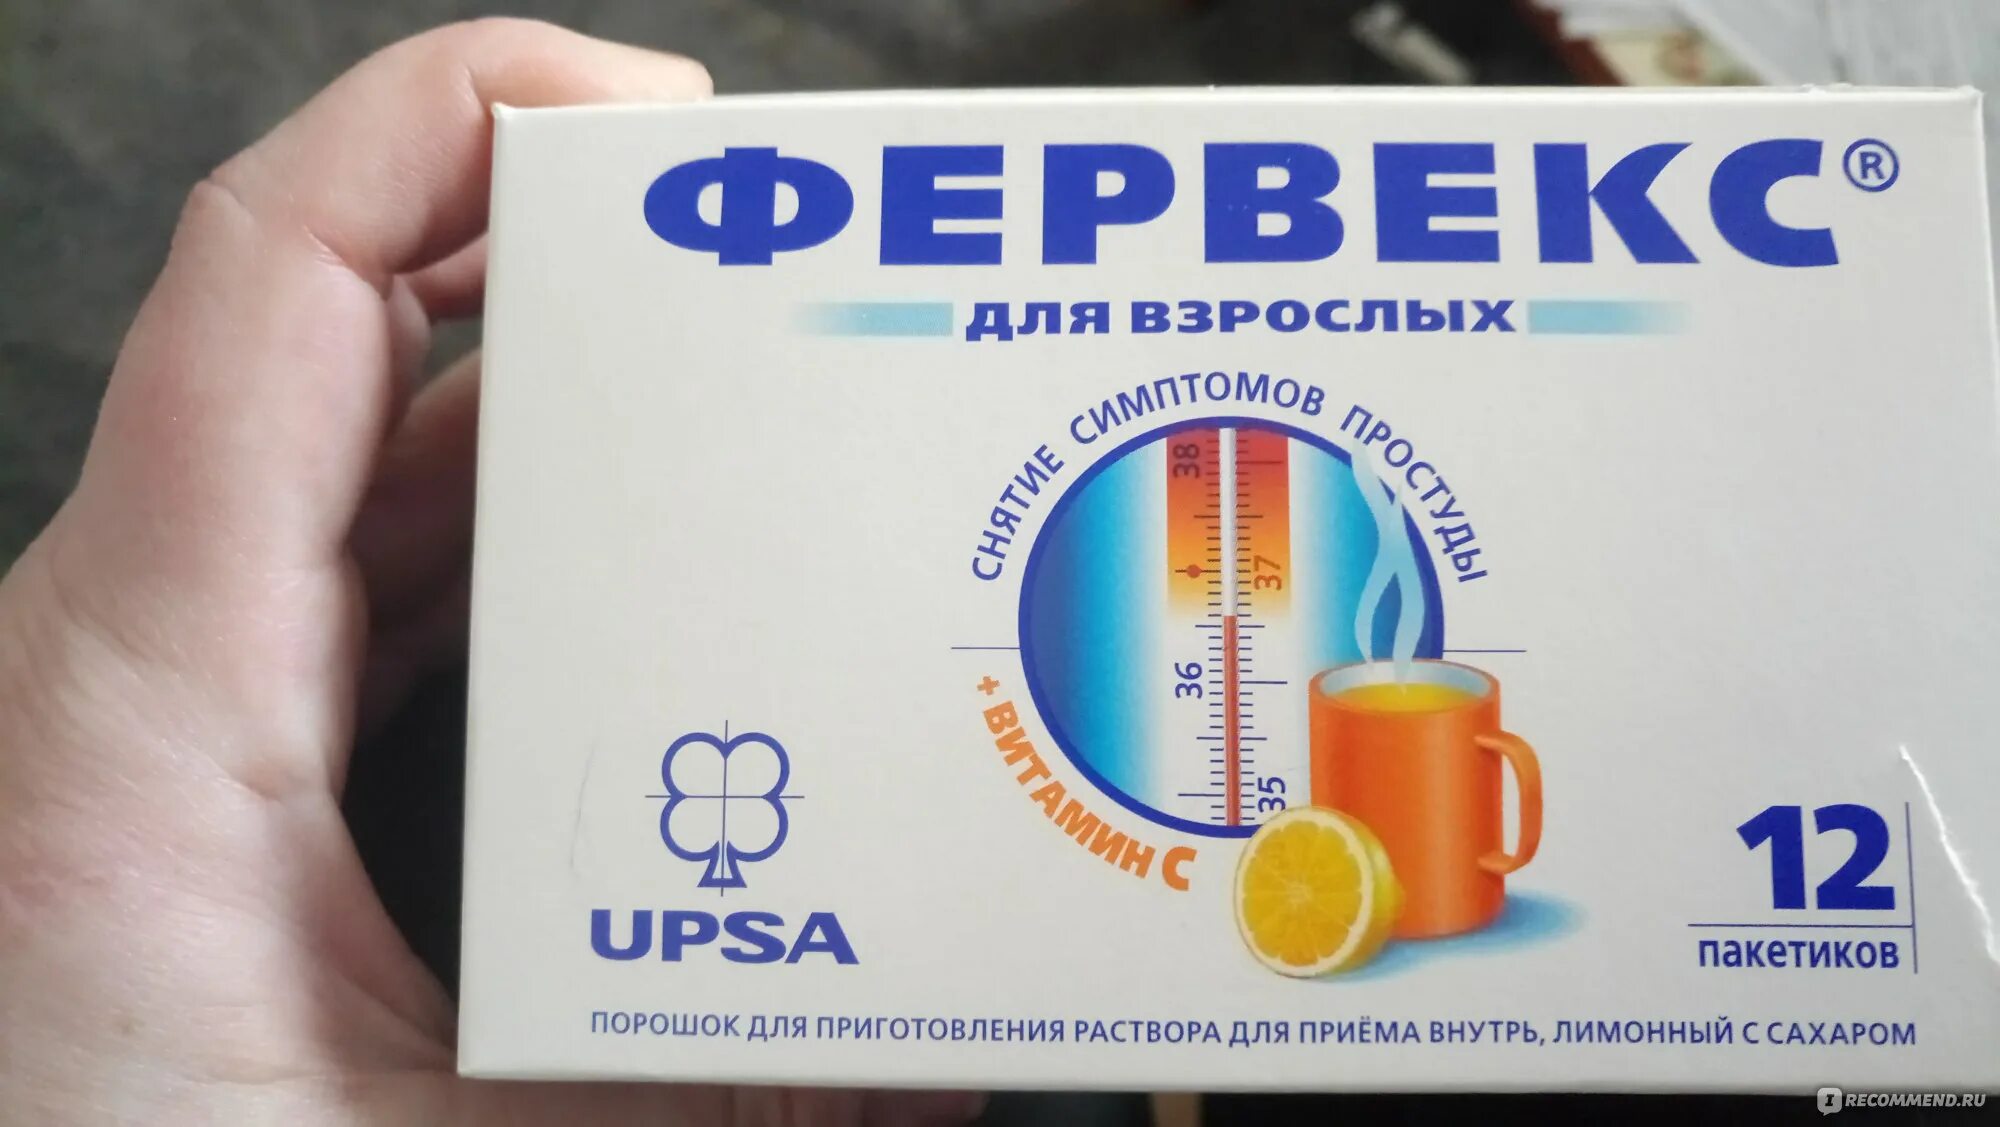 ФЕРВЕКС®
ДЛЯ ВЗРОСЛЫХ
СНЯТИЕ СИМПТОМОВ ПРОСТУДЫ
38
37
36
35
+ ВИТАМИН С
UPSA
12
пакетиков
ПОРОШОК ДЛЯ ПРИГОТОВЛЕНИЯ РАСТВОРА ДЛЯ ПРИЁМА ВНУТРЬ, ЛИМОННЫЙ С САХАРОМ
I RECOMMEND.RU